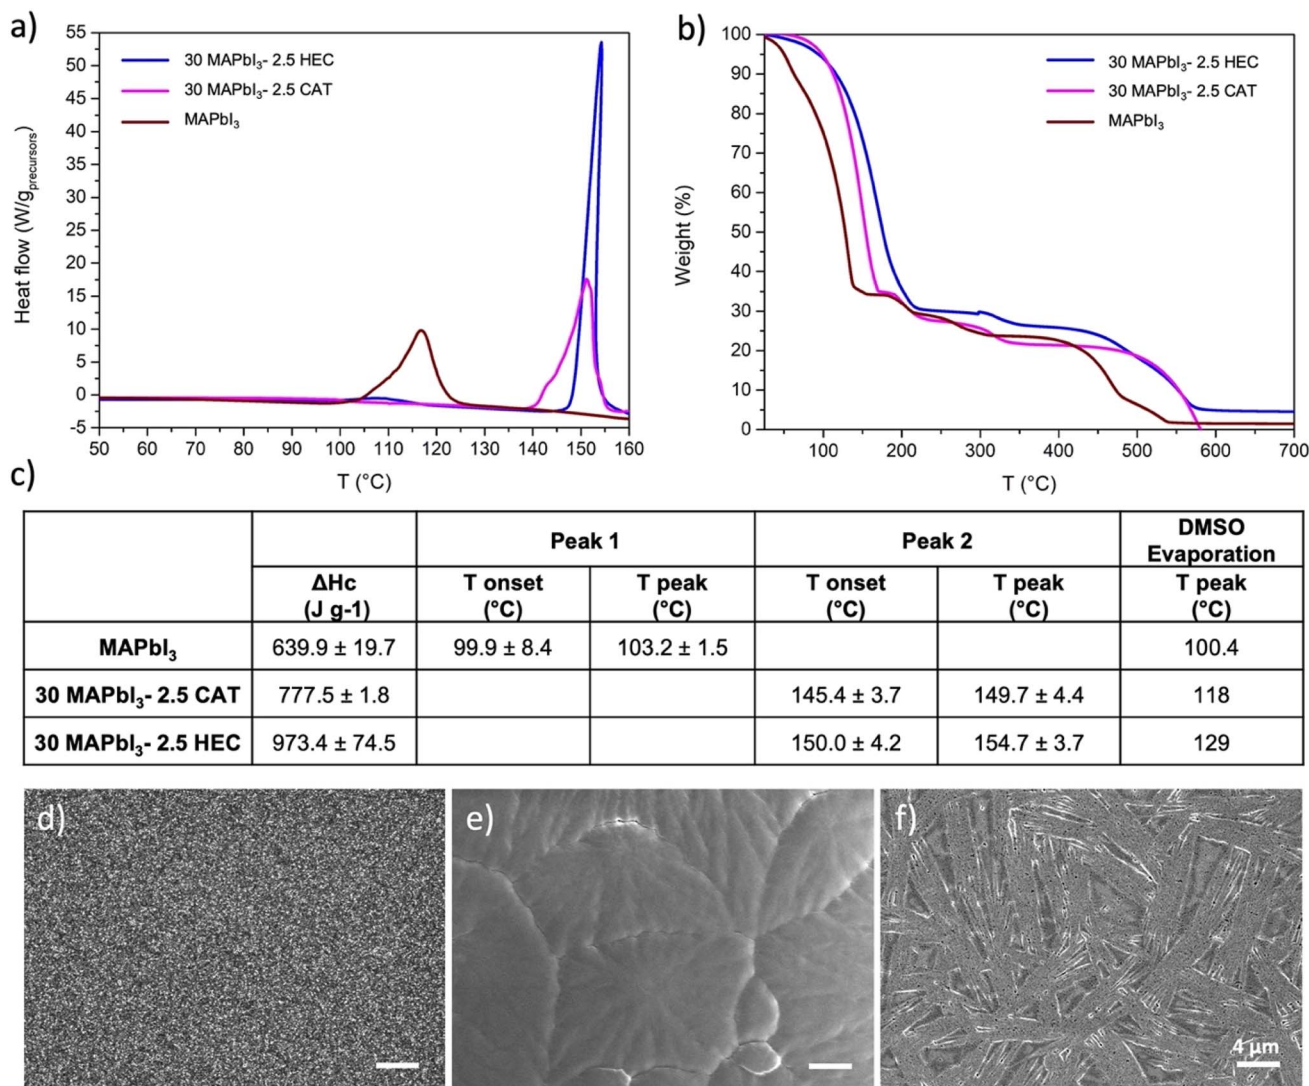 a)
55
50
45
40
35
30
25
20
15
10
5
0
-5
Heat flow (W/g_precursors)
30 MAPbI₃- 2.5 HEC
30 MAPbI₃- 2.5 CAT
MAPbI₃
50 60 70 80 90 100 110 120 130 140 150 160
T (°C)
b)
100
90
80
70
60
50
40
30
20
10
0
Weight (%)
30 MAPbI₃- 2.5 HEC
30 MAPbI₃- 2.5 CAT
MAPbI₃
100 200 300 400 500 600 700
T (°C)
c)
Peak 1 Peak 2 DMSO
Evaporation
ΔHc T onset T peak T onset T peak T peak
(J g-1) (°C) (°C) (°C) (°C) (°C)
MAPbI₃ 639.9 ± 19.7 99.9 ± 8.4 103.2 ± 1.5 100.4
30 MAPbI₃- 2.5 CAT 777.5 ± 1.8 145.4 ± 3.7 149.7 ± 4.4 118
30 MAPbI₃- 2.5 HEC 973.4 ± 74.5 150.0 ± 4.2 154.7 ± 3.7 129
d)
e)
f)
4 μm